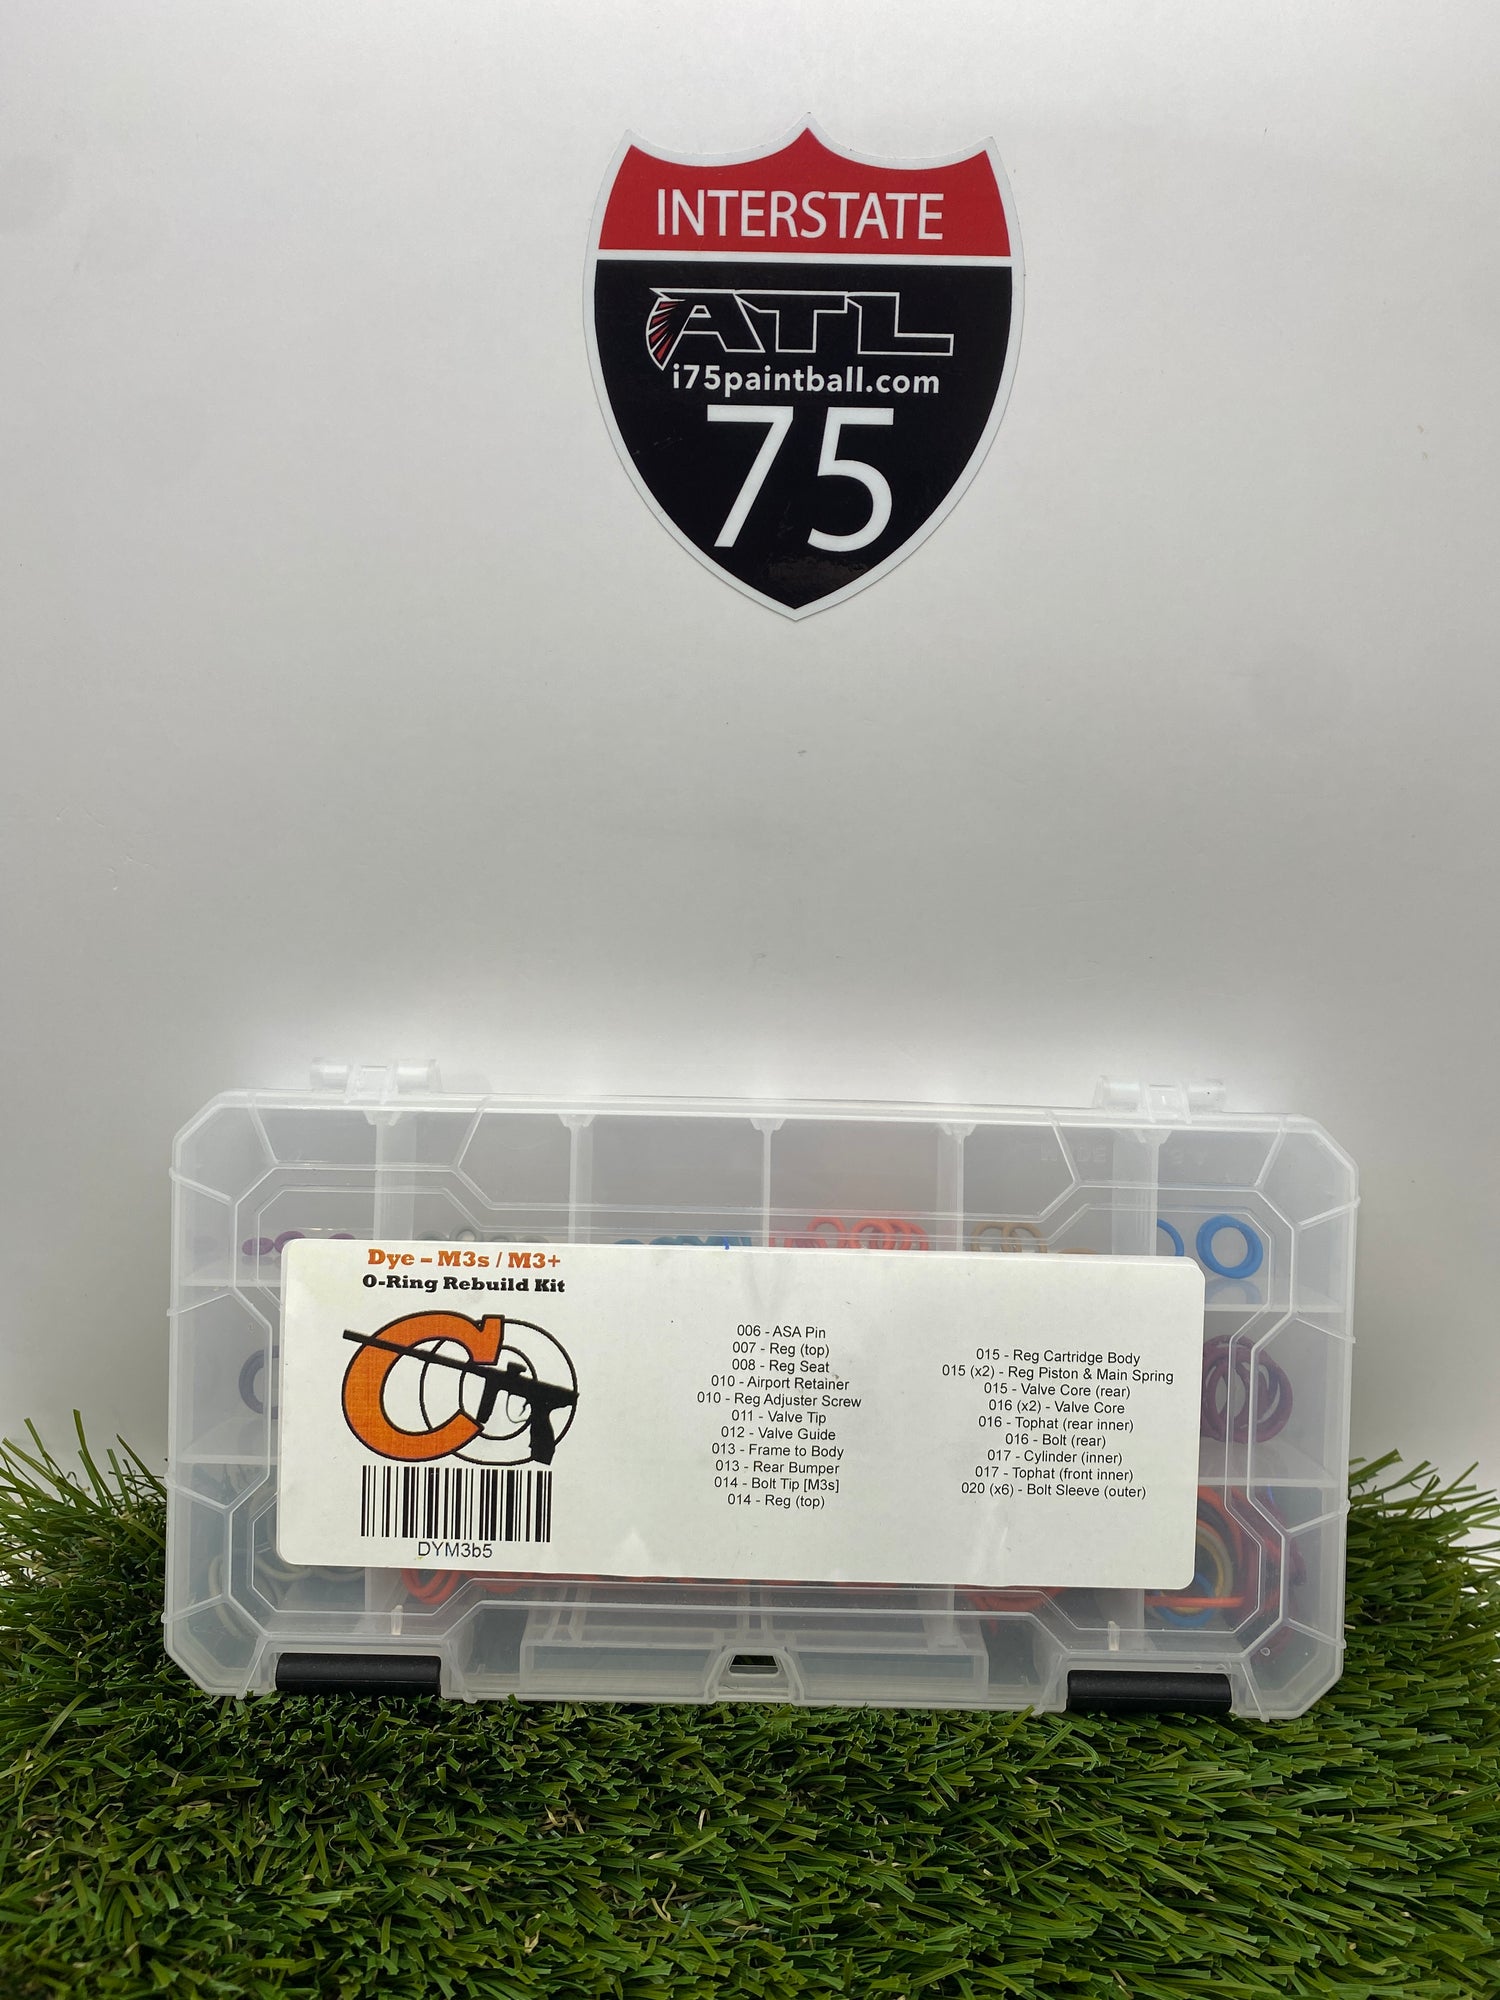 INTERSTATE
ATL
i75paintball.com
75
Dye – M3s / M3+
O-Ring Rebuild Kit
C
DYM3b5
006 - ASA Pin
007 - Reg (top)
008 - Reg Seat
010 - Airport Retainer
010 - Reg Adjuster Screw
011 - Valve Tip
012 - Valve Guide
013 - Frame to Body
013 - Rear Bumper
014 - Bolt Tip [M3s]
014 - Reg (top)
015 - Reg Cartridge Body
015 (x2) - Reg Piston & Main Spring
015 - Valve Core (rear)
016 (x2) - Valve Core
016 - Tophat (rear inner)
016 - Bolt (rear)
017 - Cylinder (inner)
017 - Tophat (front inner)
020 (x6) - Bolt Sleeve (outer)